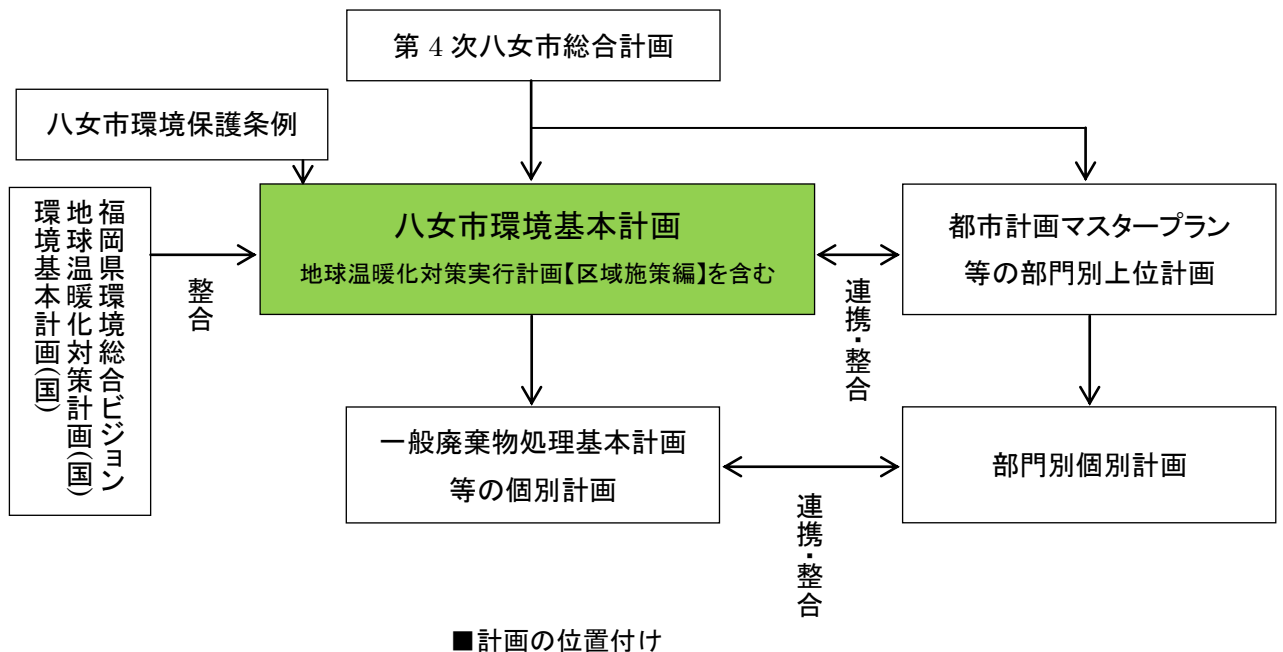 第4次八女市総合計画
八女市環境保護条例
福岡県環境総合ビジョン
地球温暖化対策計画(国)
環境基本計画(国)
整合
八女市環境基本計画
地球温暖化対策実行計画【区域施策編】を含む
連携・整合
都市計画マスタープラン
等の部門別上位計画
一般廃棄物処理基本計画
等の個別計画
連携・整合
部門別個別計画
■計画の位置付け